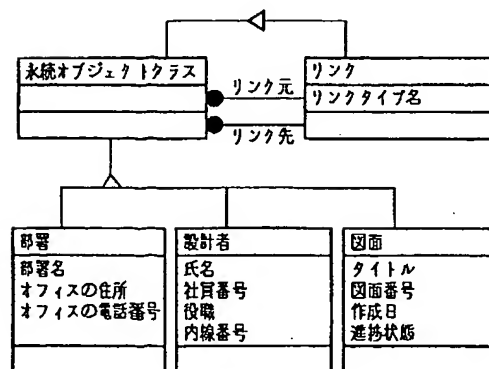 永続オブジェクトクラス
リンク
リンクタイプ名
リンク元
リンク先
部署
部署名
オフィスの住所
オフィスの電話番号
設計者
氏名
社員番号
役職
内線番号
図面
タイトル
図面番号
作成日
進捗状態